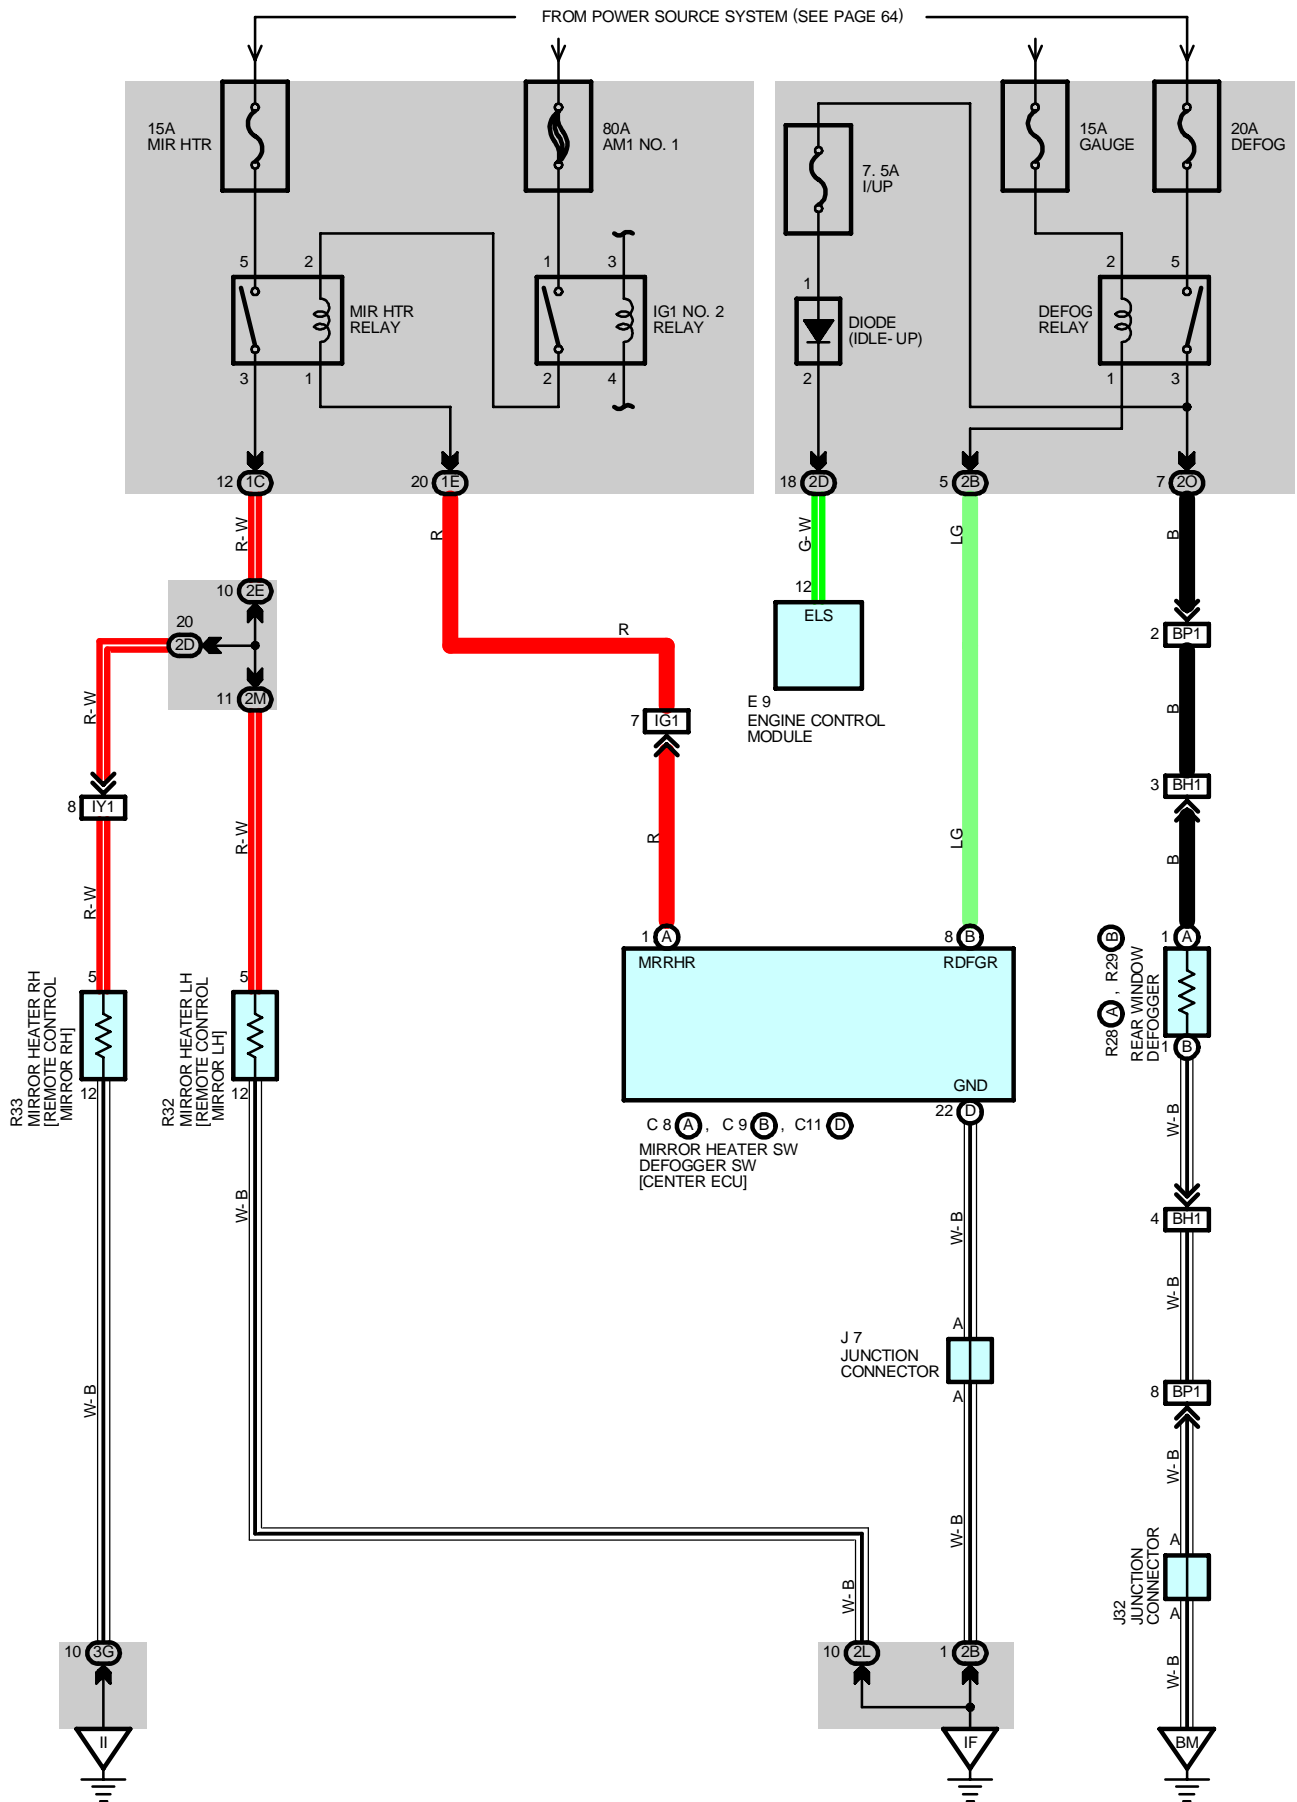 FROM POWER SOURCE SYSTEM (SEE PAGE 64)
15A
MIR HTR
80A
AM1 NO. 1
7. 5A
I/UP
15A
GAUGE
20A
DEFOG
5
2
1
3
1
2
5
MIR HTR
RELAY
IG1 NO. 2
RELAY
DIODE
(IDLE- UP)
DEFOG
RELAY
3
1
2
4
2
1
3
12 1C
20 1E
18 2D
5 2B
7 2O
R- W
R
G- W
LG
B
10 2E
12
ELS
20
2D
R
2 BP1
11 2M
R- W
E 9
ENGINE CONTROL
MODULE
7 IG1
B
8 IY1
3 BH1
R- W
R
LG
B
R- W
1 A
8 B
1 A
MRRHR
RDFGR
R28 A , R29 B
REAR WINDOW
DEFOGGER
5
5
R33
MIRROR HEATER RH
[REMOTE CONTROL
MIRROR RH]
R32
MIRROR HEATER LH
[REMOTE CONTROL
MIRROR LH]
1 B
12
12
GND
22 D
C 8 A , C 9 B , C11 D
MIRROR HEATER SW
DEFOGGER SW
[CENTER ECU]
W- B
W- B
W- B
4 BH1
W- B
A
J 7
JUNCTION
CONNECTOR
A
W- B
8 BP1
W- B
W- B
A
J32
JUNCTION
CONNECTOR
A
W- B
W- B
10 3G
10 2L
1 2B
II
IF
BM